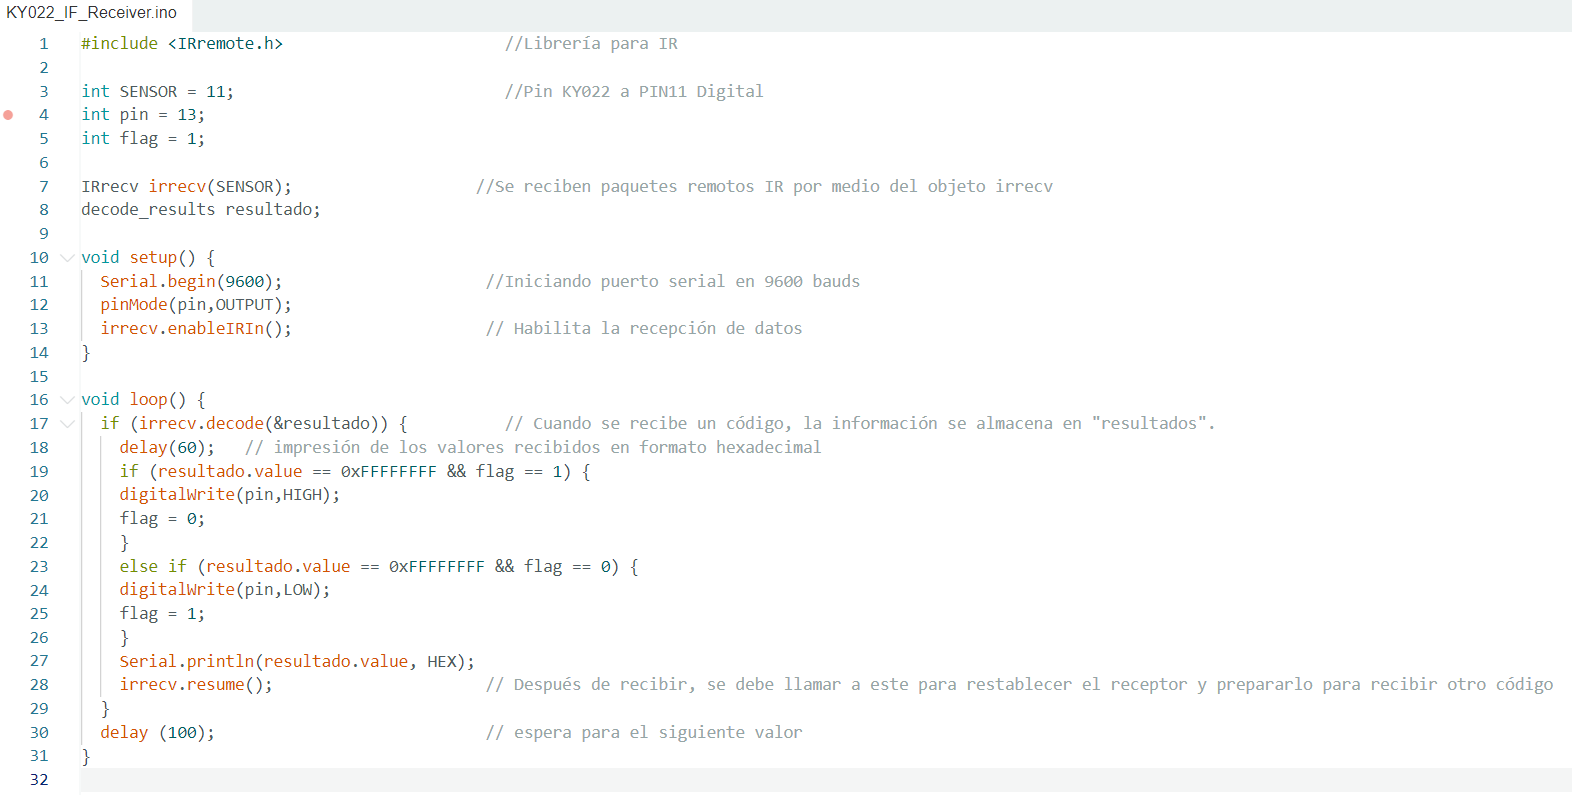 KY022_IF_Receiver.ino
1 #include <IRremote.h> //Librería para IR
2
3 int SENSOR = 11; //Pin KY022 a PIN11 Digital
4 int pin = 13;
5 int flag = 1;
6
7 IRrecv irrecv(SENSOR); //Se reciben paquetes remotos IR por medio del objeto irrecv
8 decode_results resultado;
9
10 void setup() {
11 Serial.begin(9600); //Iniciando puerto serial en 9600 bauds
12 pinMode(pin,OUTPUT);
13 irrecv.enableIRIn(); // Habilita la recepción de datos
14 }
15
16 void loop() {
17 if (irrecv.decode(&resultado)) { // Cuando se recibe un código, la información se almacena en "resultados".
18 delay(60); // impresión de los valores recibidos en formato hexadecimal
19 if (resultado.value == 0xFFFFFFFF && flag == 1) {
20 digitalWrite(pin,HIGH);
21 flag = 0;
22 }
23 else if (resultado.value == 0xFFFFFFFF && flag == 0) {
24 digitalWrite(pin,LOW);
25 flag = 1;
26 }
27 Serial.println(resultado.value, HEX);
28 irrecv.resume(); // Después de recibir, se debe llamar a este para restablecer el receptor y prepararlo para recibir otro código
29 }
30 delay (100); // espera para el siguiente valor
31 }
32